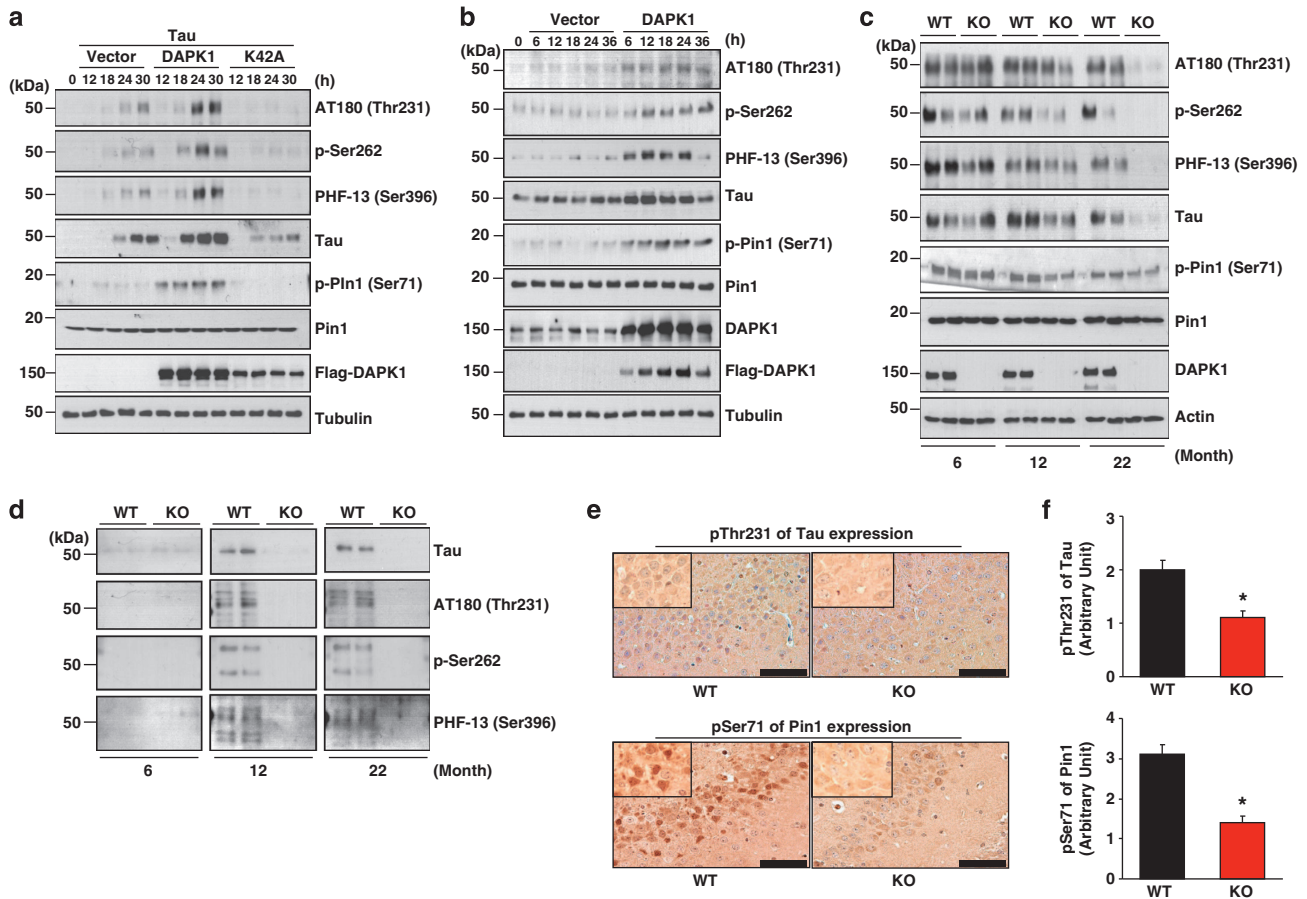 a
Tau
Vector DAPK1 K42A
0 12 18 24 30 12 18 24 30 12 18 24 30 (h)
(kDa)
50 AT180 (Thr231)
50 p-Ser262
50 PHF-13 (Ser396)
50 Tau
20 p-PIn1 (Ser71)
20 Pin1
150 Flag-DAPK1
50 Tubulin
b
Vector DAPK1
0 6 12 18 24 36 6 12 18 24 36 (h)
(kDa)
50 AT180 (Thr231)
50 p-Ser262
50 PHF-13 (Ser396)
50 Tau
20 p-Pin1 (Ser71)
20 Pin1
150 DAPK1
150 Flag-DAPK1
50 Tubulin
c
WT KO WT KO WT KO
(kDa)
50 AT180 (Thr231)
50 p-Ser262
50 PHF-13 (Ser396)
50 Tau
20 p-Pin1 (Ser71)
20 Pin1
150 DAPK1
50 Actin
6 12 22 (Month)
d
WT KO WT KO WT KO
(kDa)
50 Tau
50 AT180 (Thr231)
50 p-Ser262
50 PHF-13 (Ser396)
6 12 22 (Month)
e
pThr231 of Tau expression
WT KO
pSer71 of Pin1 expression
WT KO
f
pThr231 of Tau
(Arbitrary Unit)
3
2
1
0
*
WT KO
pSer71 of Pin1
(Arbitrary Unit)
4
3
2
1
0
*
WT KO